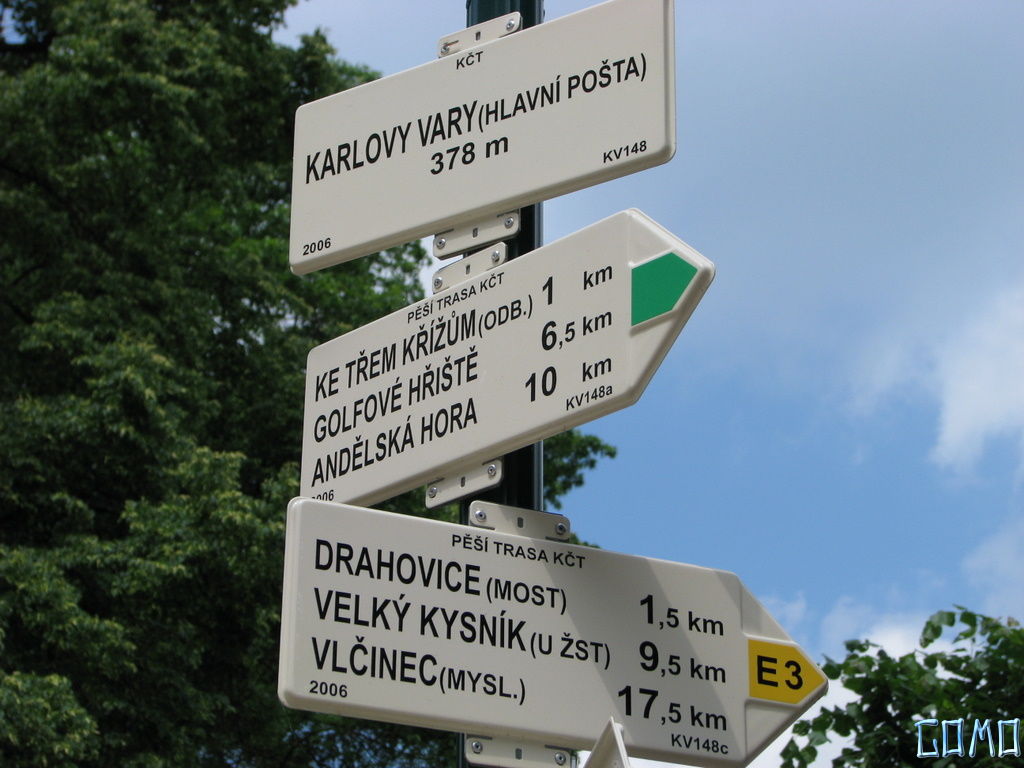 KČT
KARLOVY VARY(HLAVNÍ POŠTA)
378 m
KV148
2006
PĚŠÍ TRASA KČT
KE TŘEM KŘÍŽŮM(ODB.) 1 km
GOLFOVÉ HŘIŠTĚ 6,5 km
ANDĚLSKÁ HORA 10 km
KV148a
2006
PĚŠÍ TRASA KČT
DRAHOVICE(MOST) 1,5 km
VELKÝ KYSNÍK(U ŽST) 9,5 km
VLČINEC(MYSL.) 17,5 km
E3
2006
KV148c
COMO